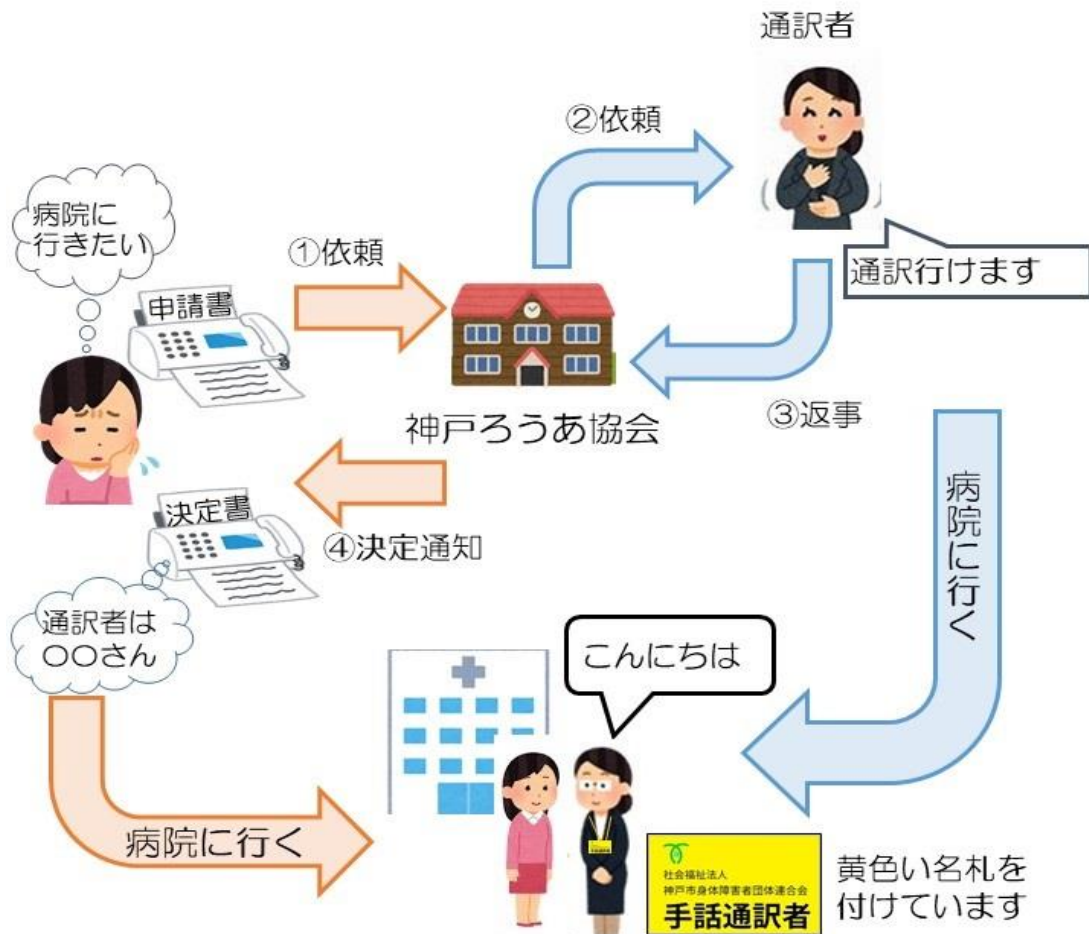 通訳者
②依頼
病院に
行きたい
申請書
①依頼
通訳行けます
神戸ろうあ協会
③返事
決定書
④決定通知
通訳者は
〇〇さん
病院に行く
こんにちは
病院に行く
社会福祉法人
神戸市身体障害者団体連合会
手話通訳者
黄色い名札を
付けています